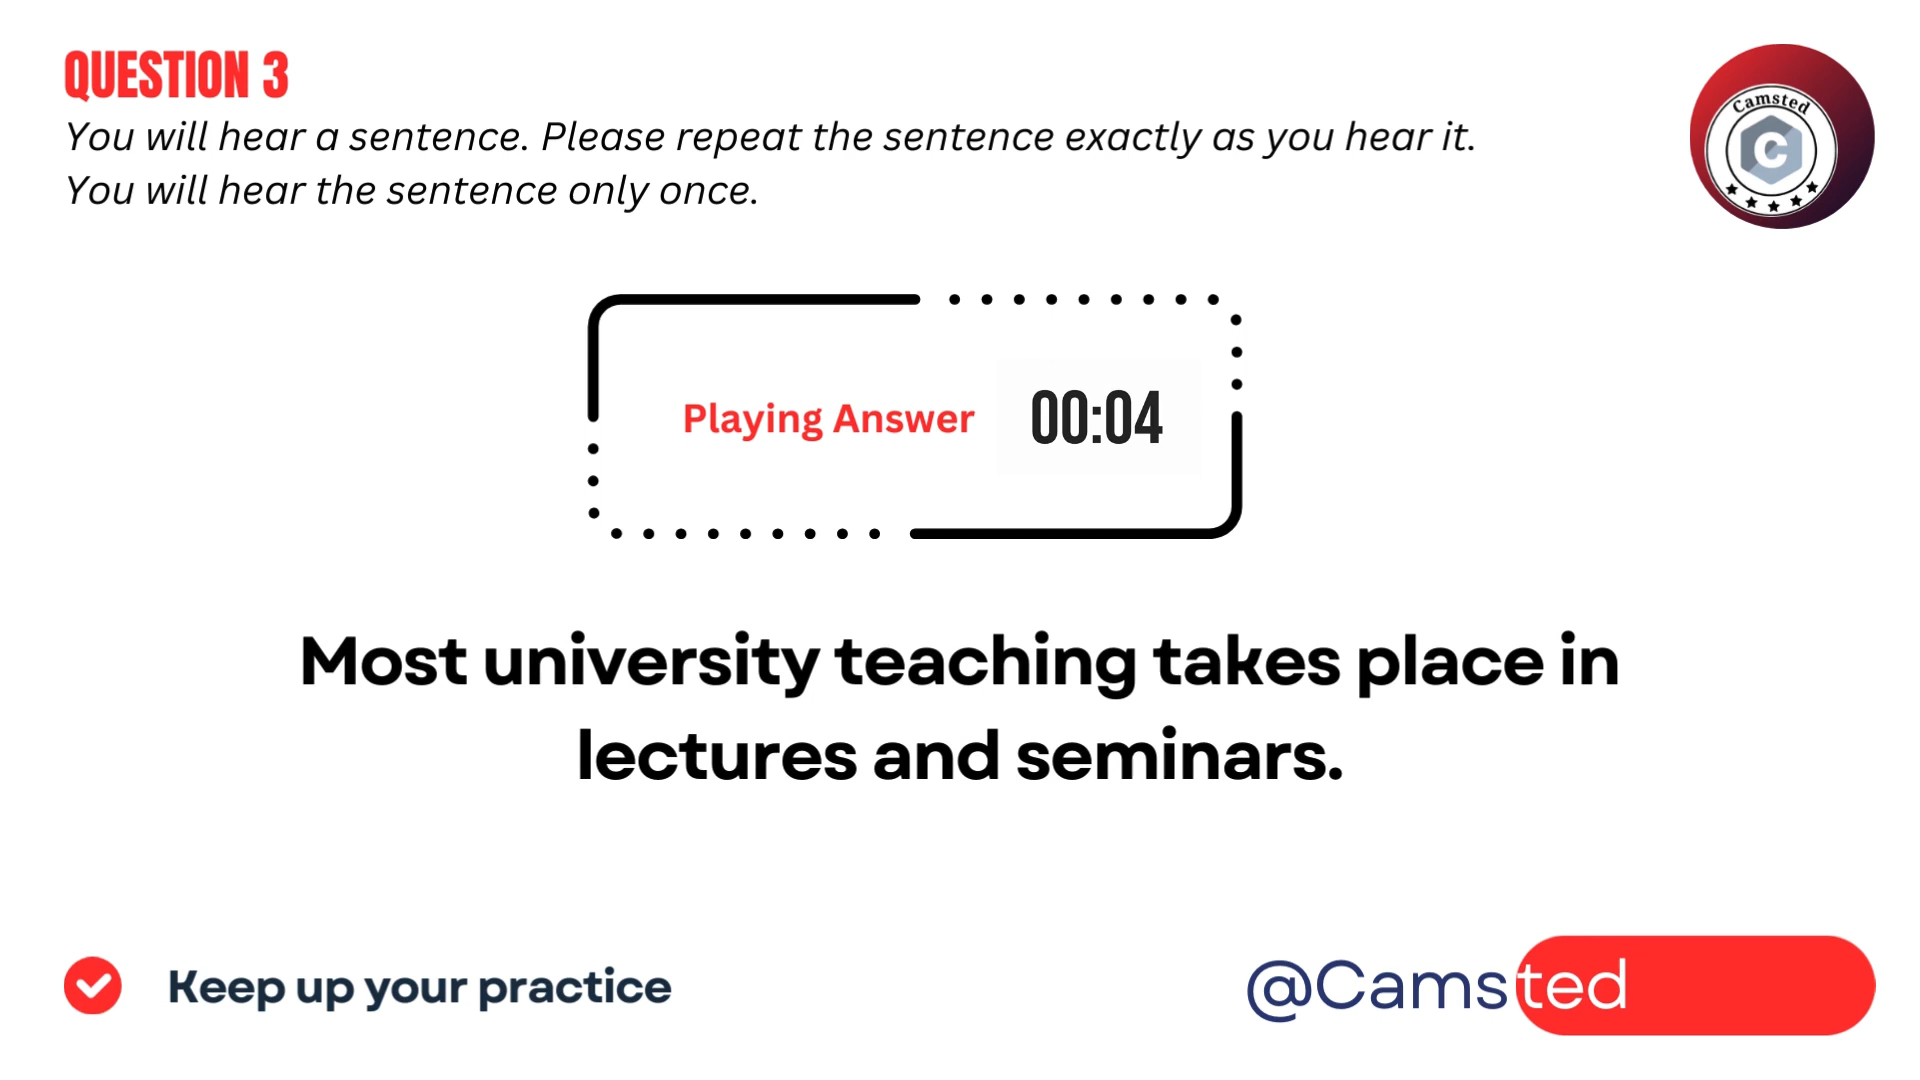 QUESTION 3
You will hear a sentence. Please repeat the sentence exactly as you hear it.
You will hear the sentence only once.
Camsted
C
Playing Answer 00:04
Most university teaching takes place in
lectures and seminars.
Keep up your practice
@Camsted